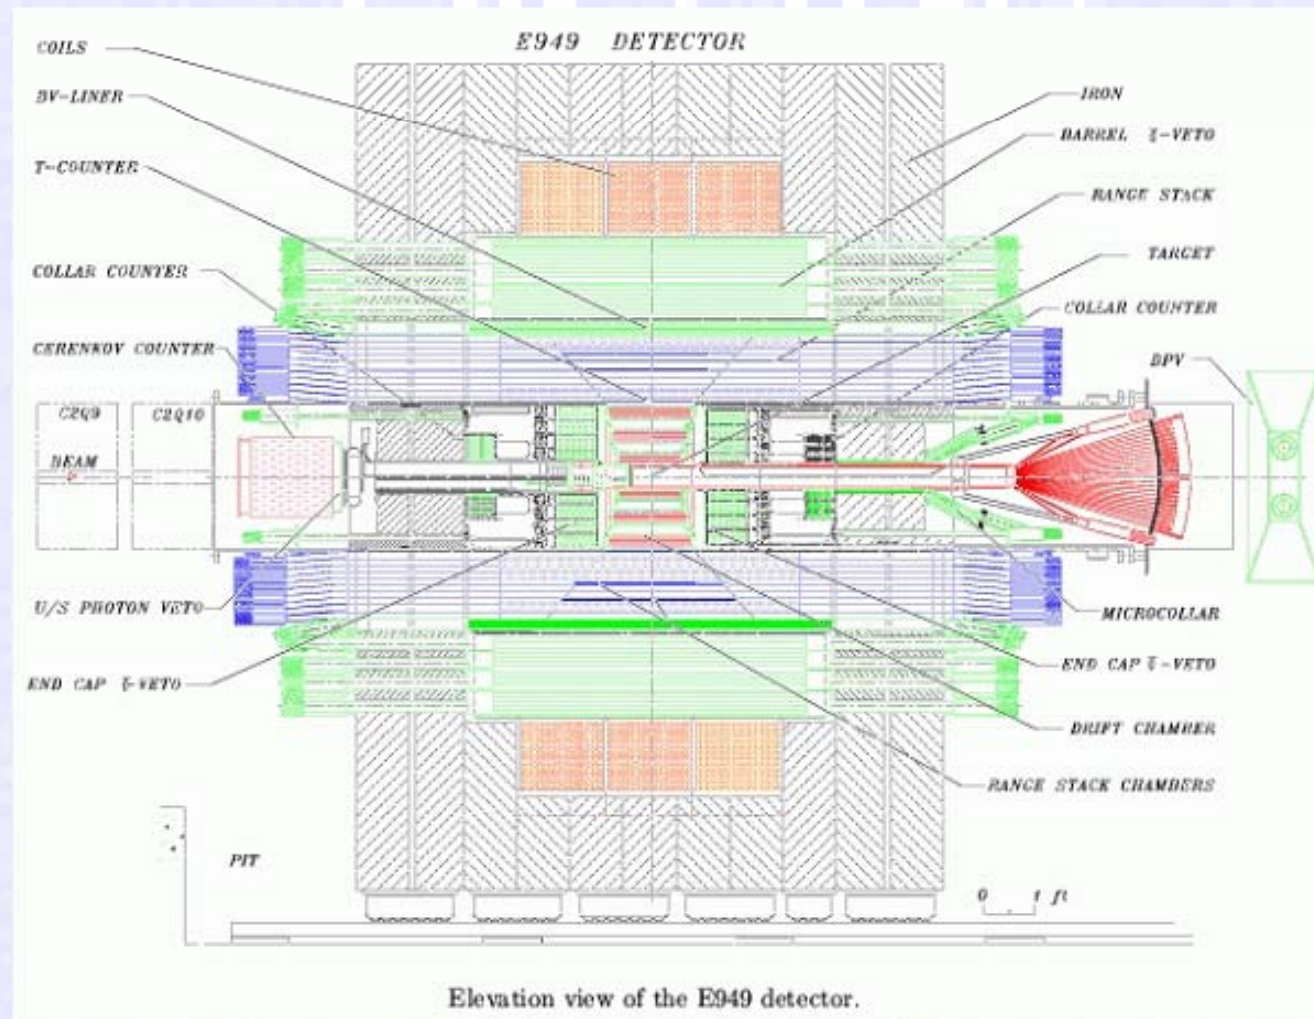 E949 DETECTOR
COILS
BV-LINER
T-COUNTER
COLLAR COUNTER
CERENKOV COUNTER
C2Q9
C2Q10
BEAM
U/S PHOTON VETO
END CAP ξ-VETO
IRON
BARREL ξ-VETO
RANGE STACK
TARGET
COLLAR COUNTER
DPV
MICROCOLLAR
END CAP ξ-VETO
DRIFT CHAMBER
RANGE STACK CHAMBERS
PIT
0 1 ft
Elevation view of the E949 detector.